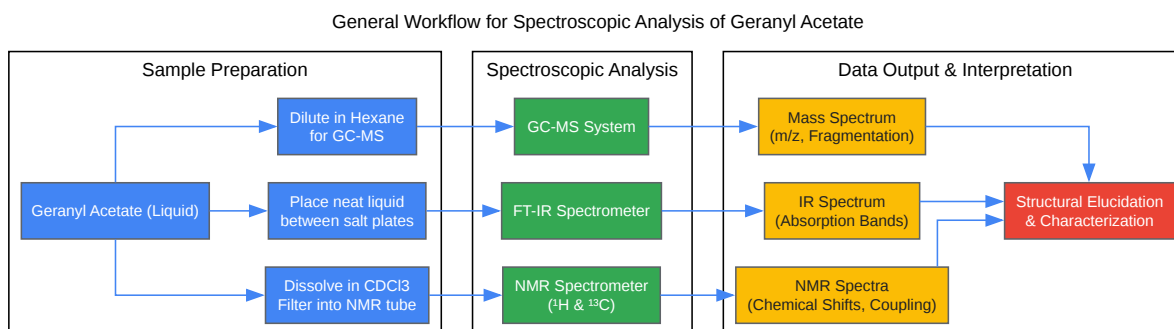 General Workflow for Spectroscopic Analysis of Geranyl Acetate
Sample Preparation
Spectroscopic Analysis
Data Output & Interpretation
Dilute in Hexane
for GC-MS
GC-MS System
Mass Spectrum
(m/z, Fragmentation)
Geranyl Acetate (Liquid)
Place neat liquid
between salt plates
FT-IR Spectrometer
IR Spectrum
(Absorption Bands)
Structural Elucidation
& Characterization
Dissolve in CDCl3
Filter into NMR tube
NMR Spectrometer
(¹H & ¹³C)
NMR Spectra
(Chemical Shifts, Coupling)